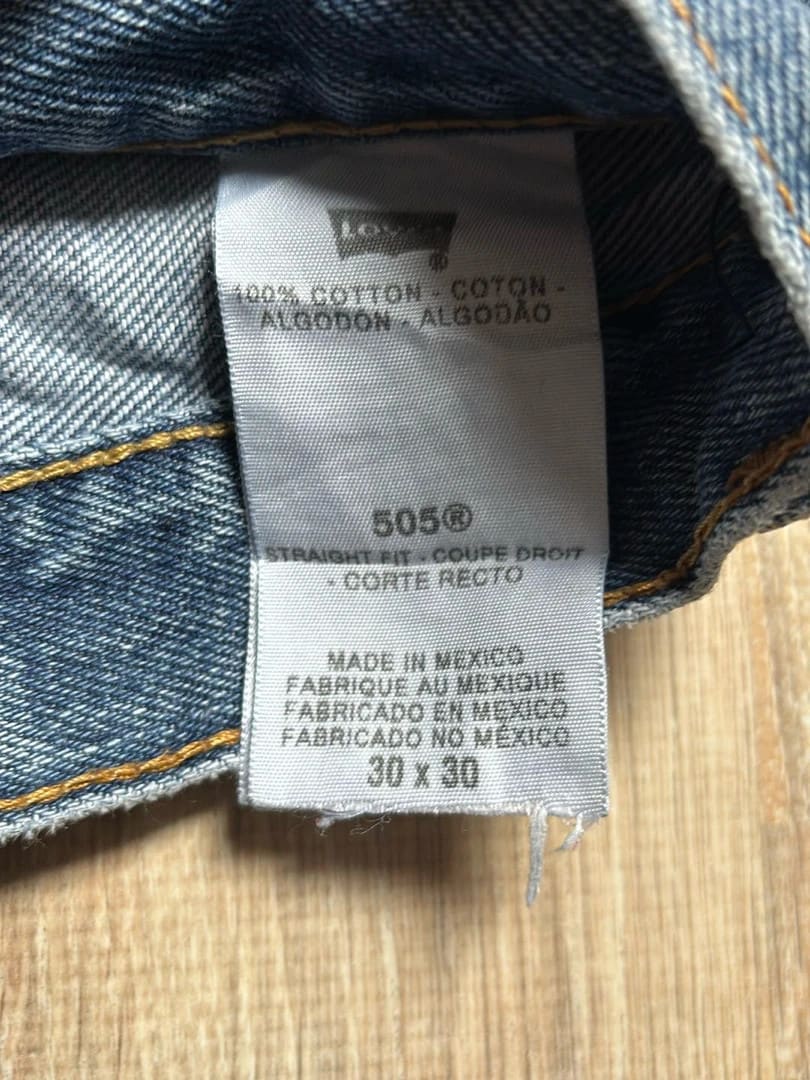 Levi's
®
100% COTTON - COTON -
ALGODON - ALGODÃO
505®
STRAIGHT FIT - COUPE DROIT
- CORTE RECTO
MADE IN MEXICO
FABRIQUE AU MEXIQUE
FABRICADO EN MEXICO
FABRICADO NO MÉXICO
30 x 30